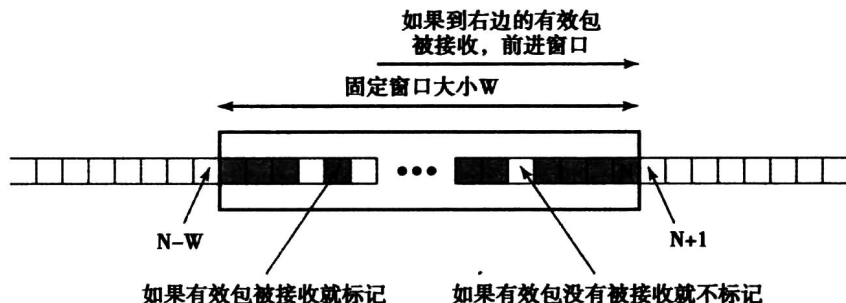 如果到右边的有效包
被接收，前进窗口
固定窗口大小W
N-W
N+1
如果有效包被接收就标记
如果有效包没有被接收就不标记